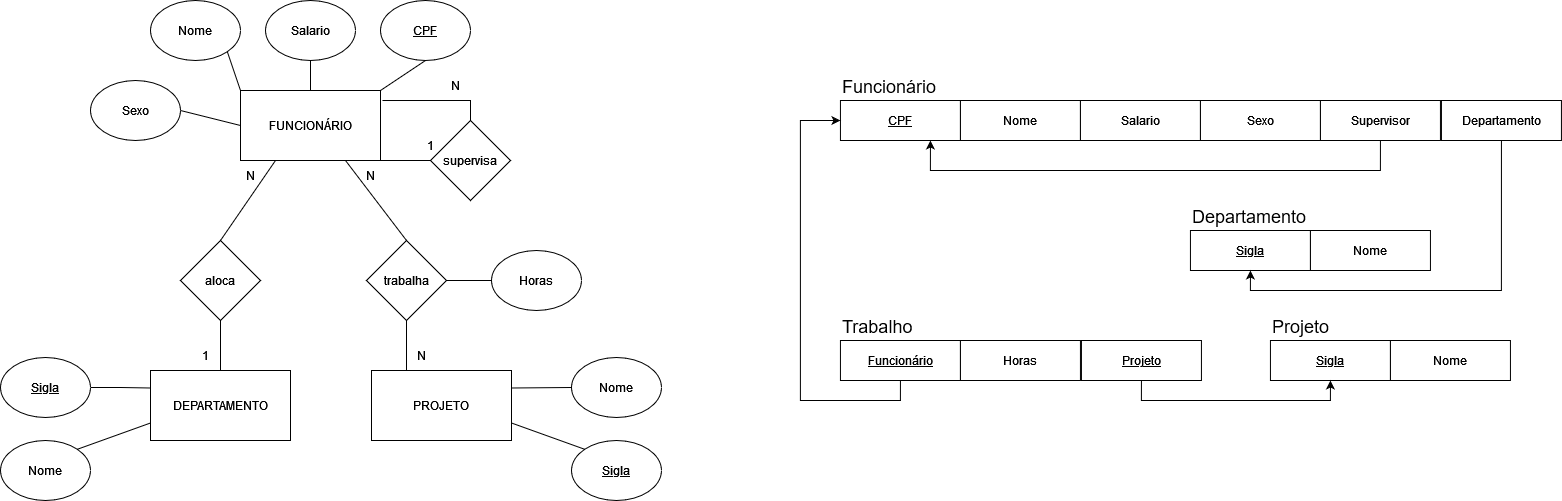 Nome
Salario
CPF
Sexo
FUNCIONÁRIO
N
1
supervisa
N
N
aloca
trabalha
Horas
1
N
Sigla
DEPARTAMENTO
PROJETO
Nome
Nome
Sigla
Funcionário
CPF
Nome
Salario
Sexo
Supervisor
Departamento
Departamento
Sigla
Nome
Trabalho
Funcionário
Horas
Projeto
Projeto
Sigla
Nome